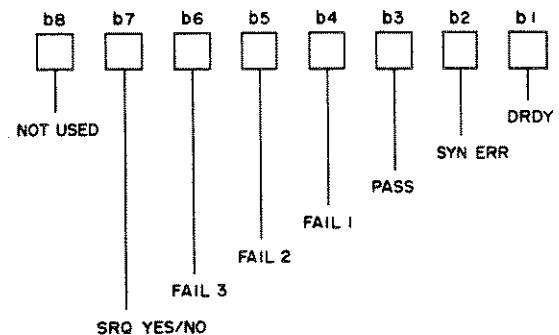 b8 b7 b6 b5 b4 b3 b2 b1
DRDY
NOT USED
SYN ERR
PASS
FAIL 1
FAIL 2
FAIL 3
SRQ YES/NO